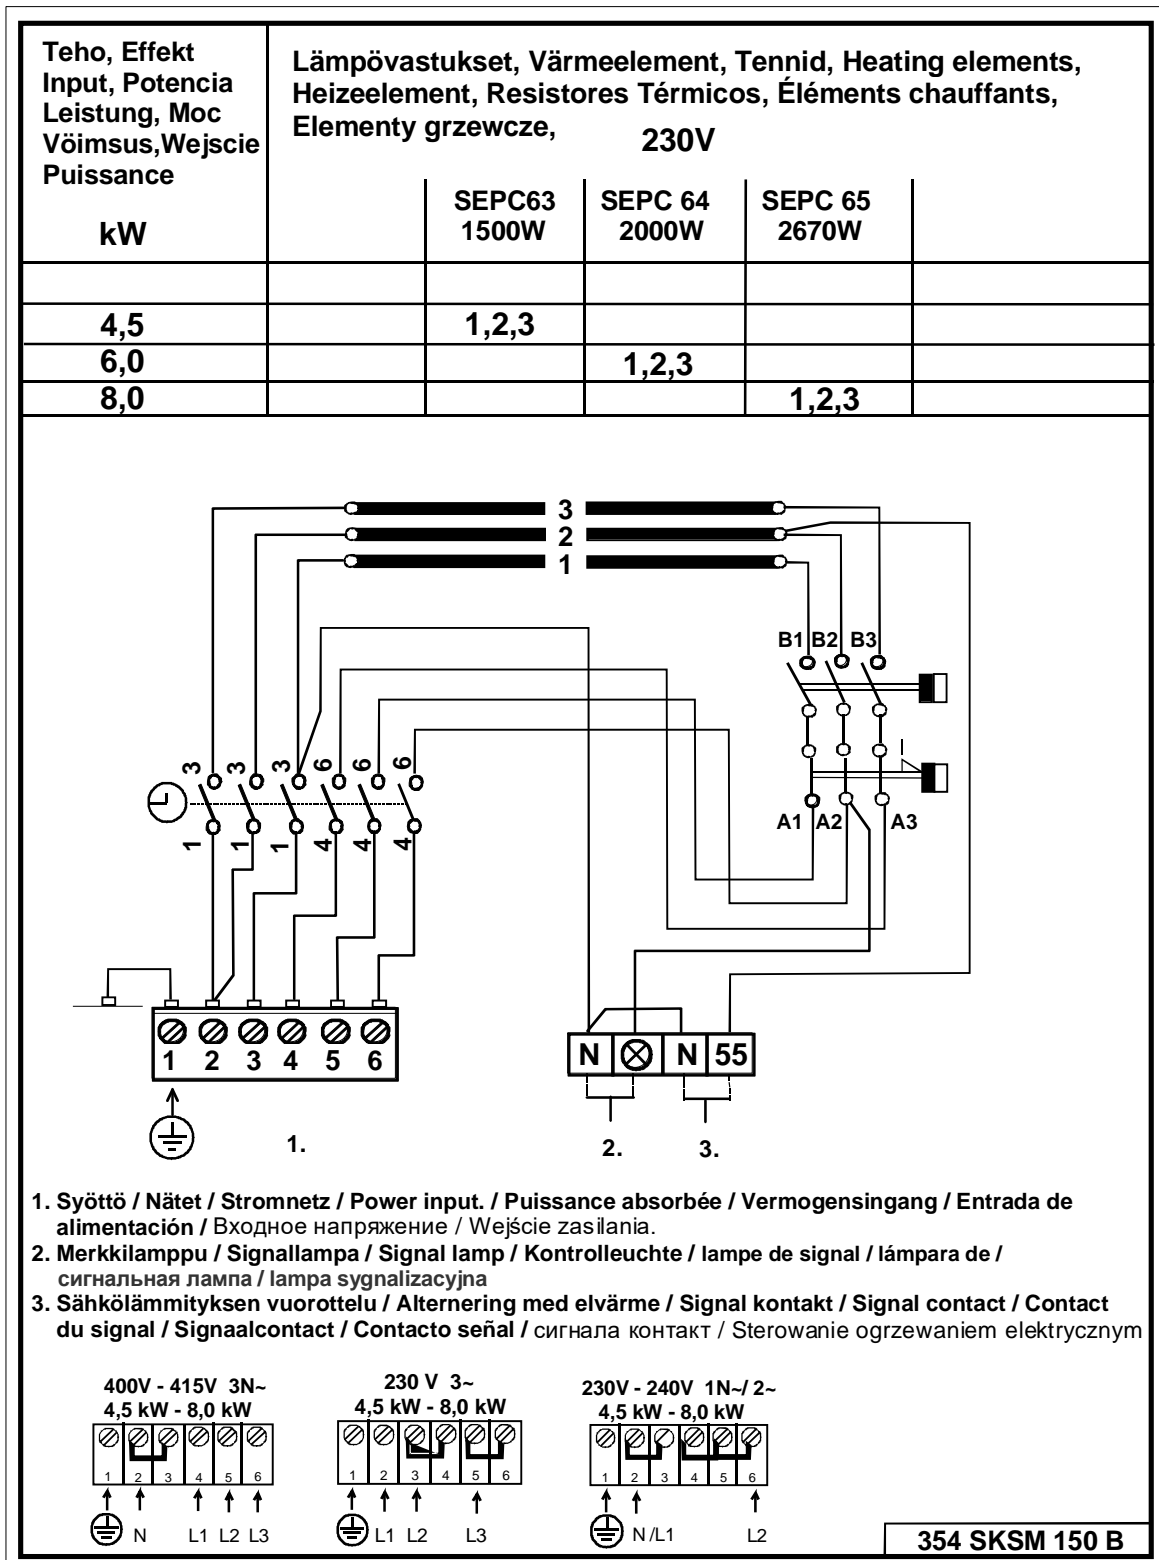 Teho, Effekt
Input, Potencia
Leistung, Moc
Vöimsus,Wejscie
Puissance
kW
Lämpövastukset, Värmeelement, Tennid, Heating elements,
Heizeelement, Resistores Térmicos, Éléments chauffants,
Elementy grzewcze, 230V
SEPC63 SEPC 64 SEPC 65
1500W 2000W 2670W
4,5 1,2,3
6,0 1,2,3
8,0 1,2,3
3
2
1
B1 B2 B3
3 3 3 6 6 6
1 1 1 4 4 4
A1 A2 A3
1 2 3 4 5 6
N N 55
1. 2. 3.
1. Syöttö / Nätet / Stromnetz / Power input. / Puissance absorbée / Vermogensingang / Entrada de
alimentación / Входное напряжение / Wejście zasilania.
2. Merkkilamppu / Signallampa / Signal lamp / Kontrolleuchte / lampe de signal / lámpara de /
сигнальная лампа / lampa sygnalizacyjna
3. Sähkölämmityksen vuorottelu / Alternering med elvärme / Signal kontakt / Signal contact / Contact
du signal / Signaalcontact / Contacto señal / сигнала контакт / Sterowanie ogrzewaniem elektrycznym
400V - 415V 3N~
4,5 kW - 8,0 kW
1 2 3 4 5 6
N L1 L2 L3
230 V 3~
4,5 kW - 8,0 kW
1 2 3 4 5 6
L1 L2 L3
230V - 240V 1N~/ 2~
4,5 kW - 8,0 kW
1 2 3 4 5 6
N /L1 L2
354 SKSM 150 B